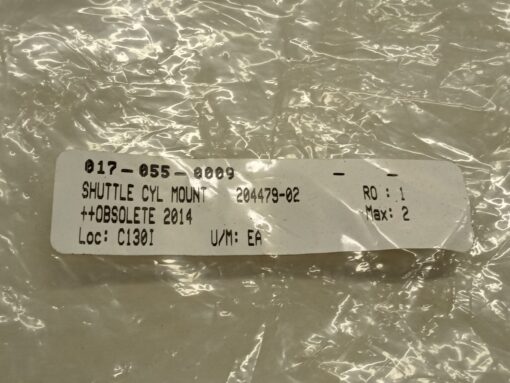 017-055-0009 - -
SHUTTLE CYL MOUNT 204479-02 RO : 1
++OBSOLETE 2014 Max: 2
Loc: C130I U/M: EA